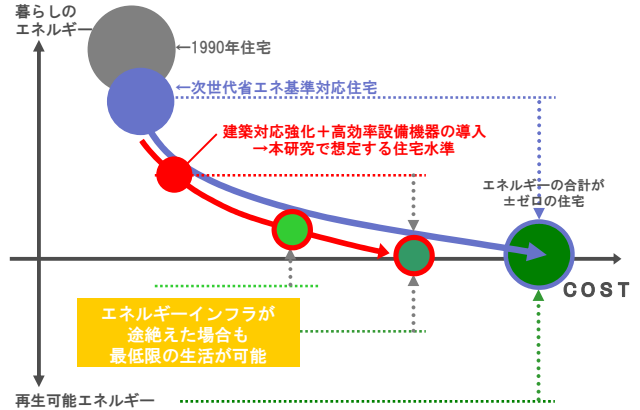 暮らしの
エネルギー
←1990年住宅
←次世代省エネ基準対応住宅
建築対応強化＋高効率設備機器の導入
→本研究で想定する住宅水準
エネルギーの合計が
±ゼロの住宅
COST
エネルギーインフラが
途絶えた場合も
最低限の生活が可能
再生可能エネルギー